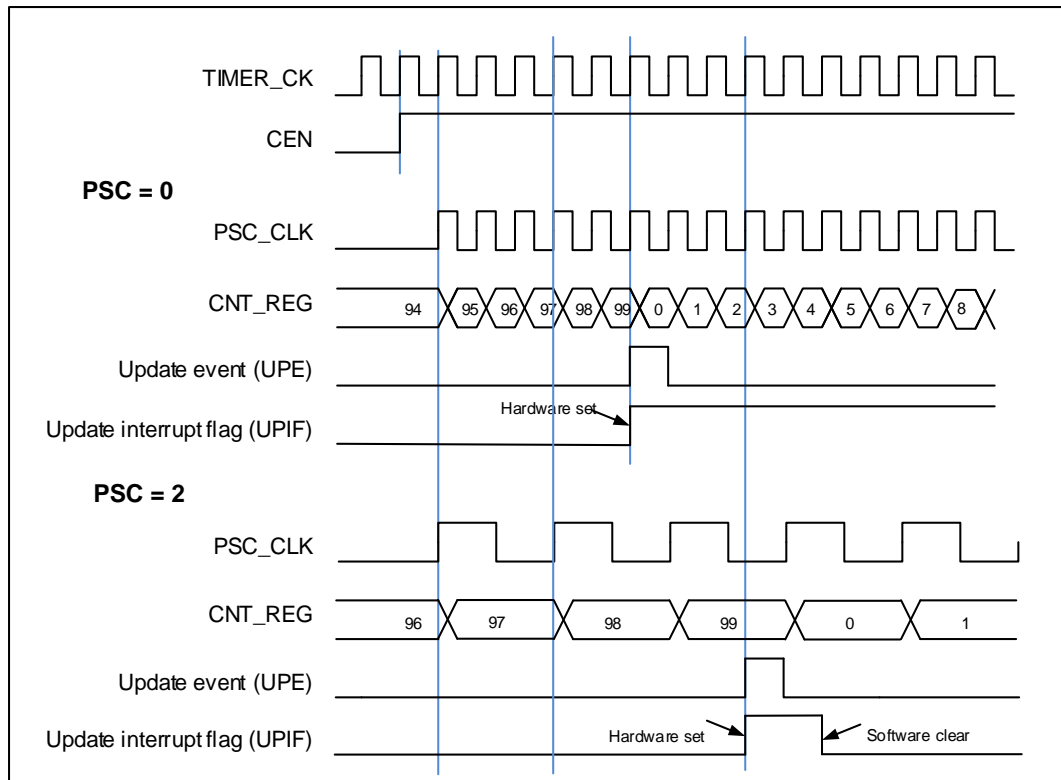 TIMER_CK
CEN
PSC = 0
PSC_CLK
CNT_REG 94 95 96 97 98 99 0 1 2 3 4 5 6 7 8
Update event (UPE)
Hardware set
Update interrupt flag (UPIF)
PSC = 2
PSC_CLK
CNT_REG 96 97 98 99 0 1
Update event (UPE)
Update interrupt flag (UPIF) Hardware set Software clear